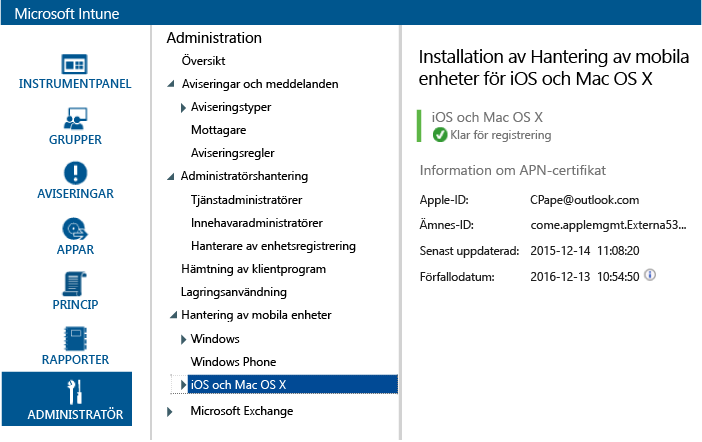 Microsoft Intune
INSTRUMENTPANEL
GRUPPER
AVISERINGAR
APPAR
PRINCIP
RAPPORTER
ADMINISTRATÖR
Administration
Översikt
Aviseringar och meddelanden
Aviseringstyper
Mottagare
Aviseringsregler
Administratörshantering
Tjänstadministratörer
Innehavaradministratörer
Hanterare av enhetsregistrering
Hämtning av klientprogram
Lagringsanvändning
Hantering av mobila enheter
Windows
Windows Phone
iOS och Mac OS X
Microsoft Exchange
Installation av Hantering av mobila
enheter för iOS och Mac OS X
iOS och Mac OS X
Klar för registrering
Information om APN-certifikat
Apple-ID: CPape@outlook.com
Ämnes-ID: come.applemgmt.Externa53...
Senast uppdaterad: 2015-12-14 11:08:20
Förfallodatum: 2016-12-13 10:54:50